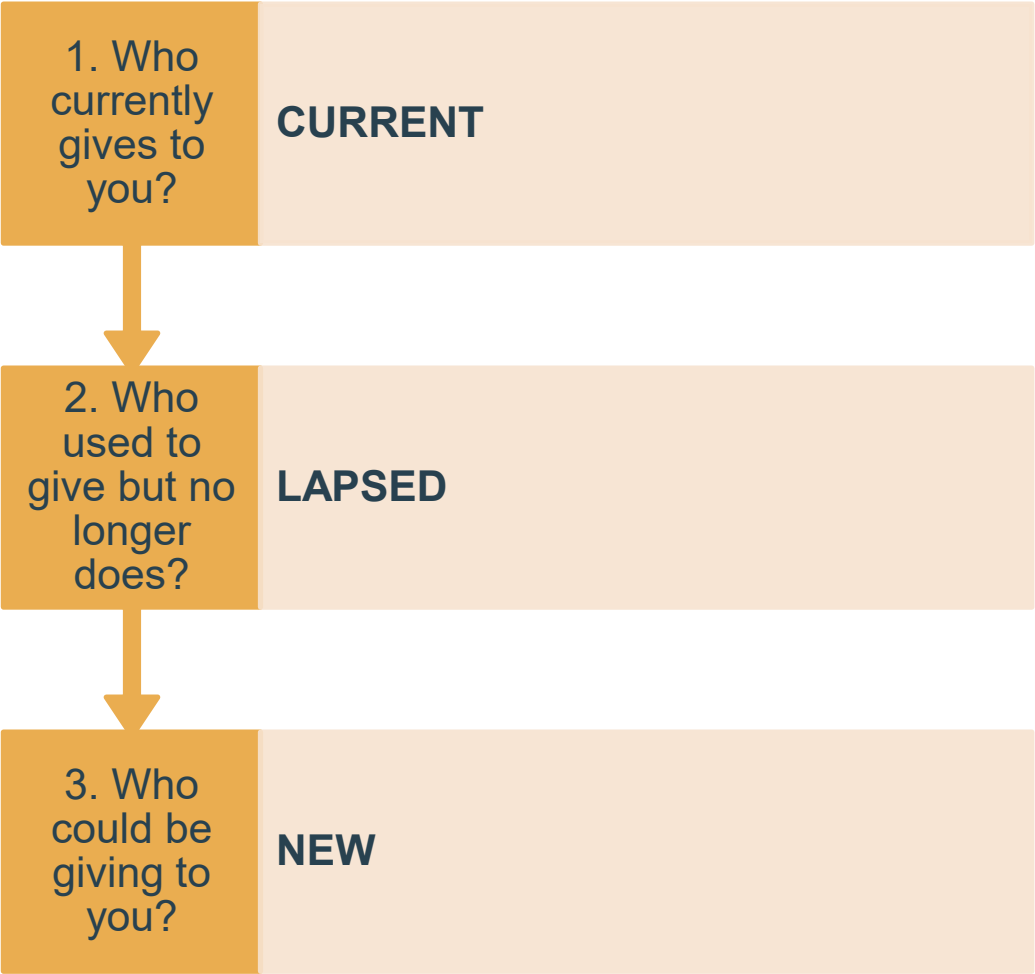 1. Who
currently
gives to
you?
CURRENT
2. Who
used to
give but no
longer
does?
LAPSED
3. Who
could be
giving to
you?
NEW